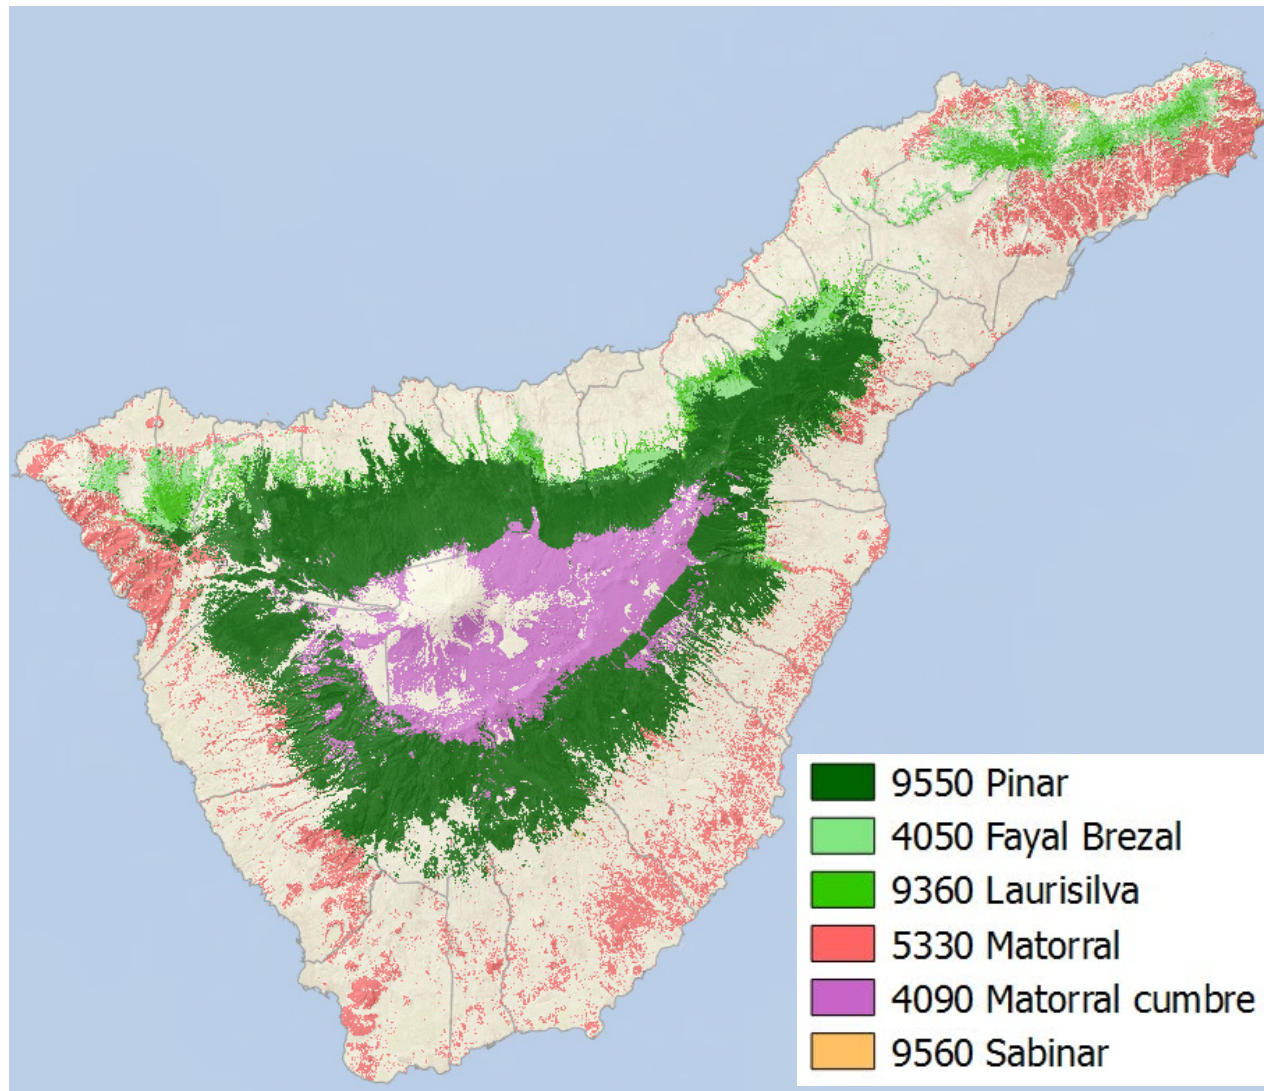 9550 Pinar
4050 Fayal Brezal
9360 Laurisilva
5330 Matorral
4090 Matorral cumbre
9560 Sabinar